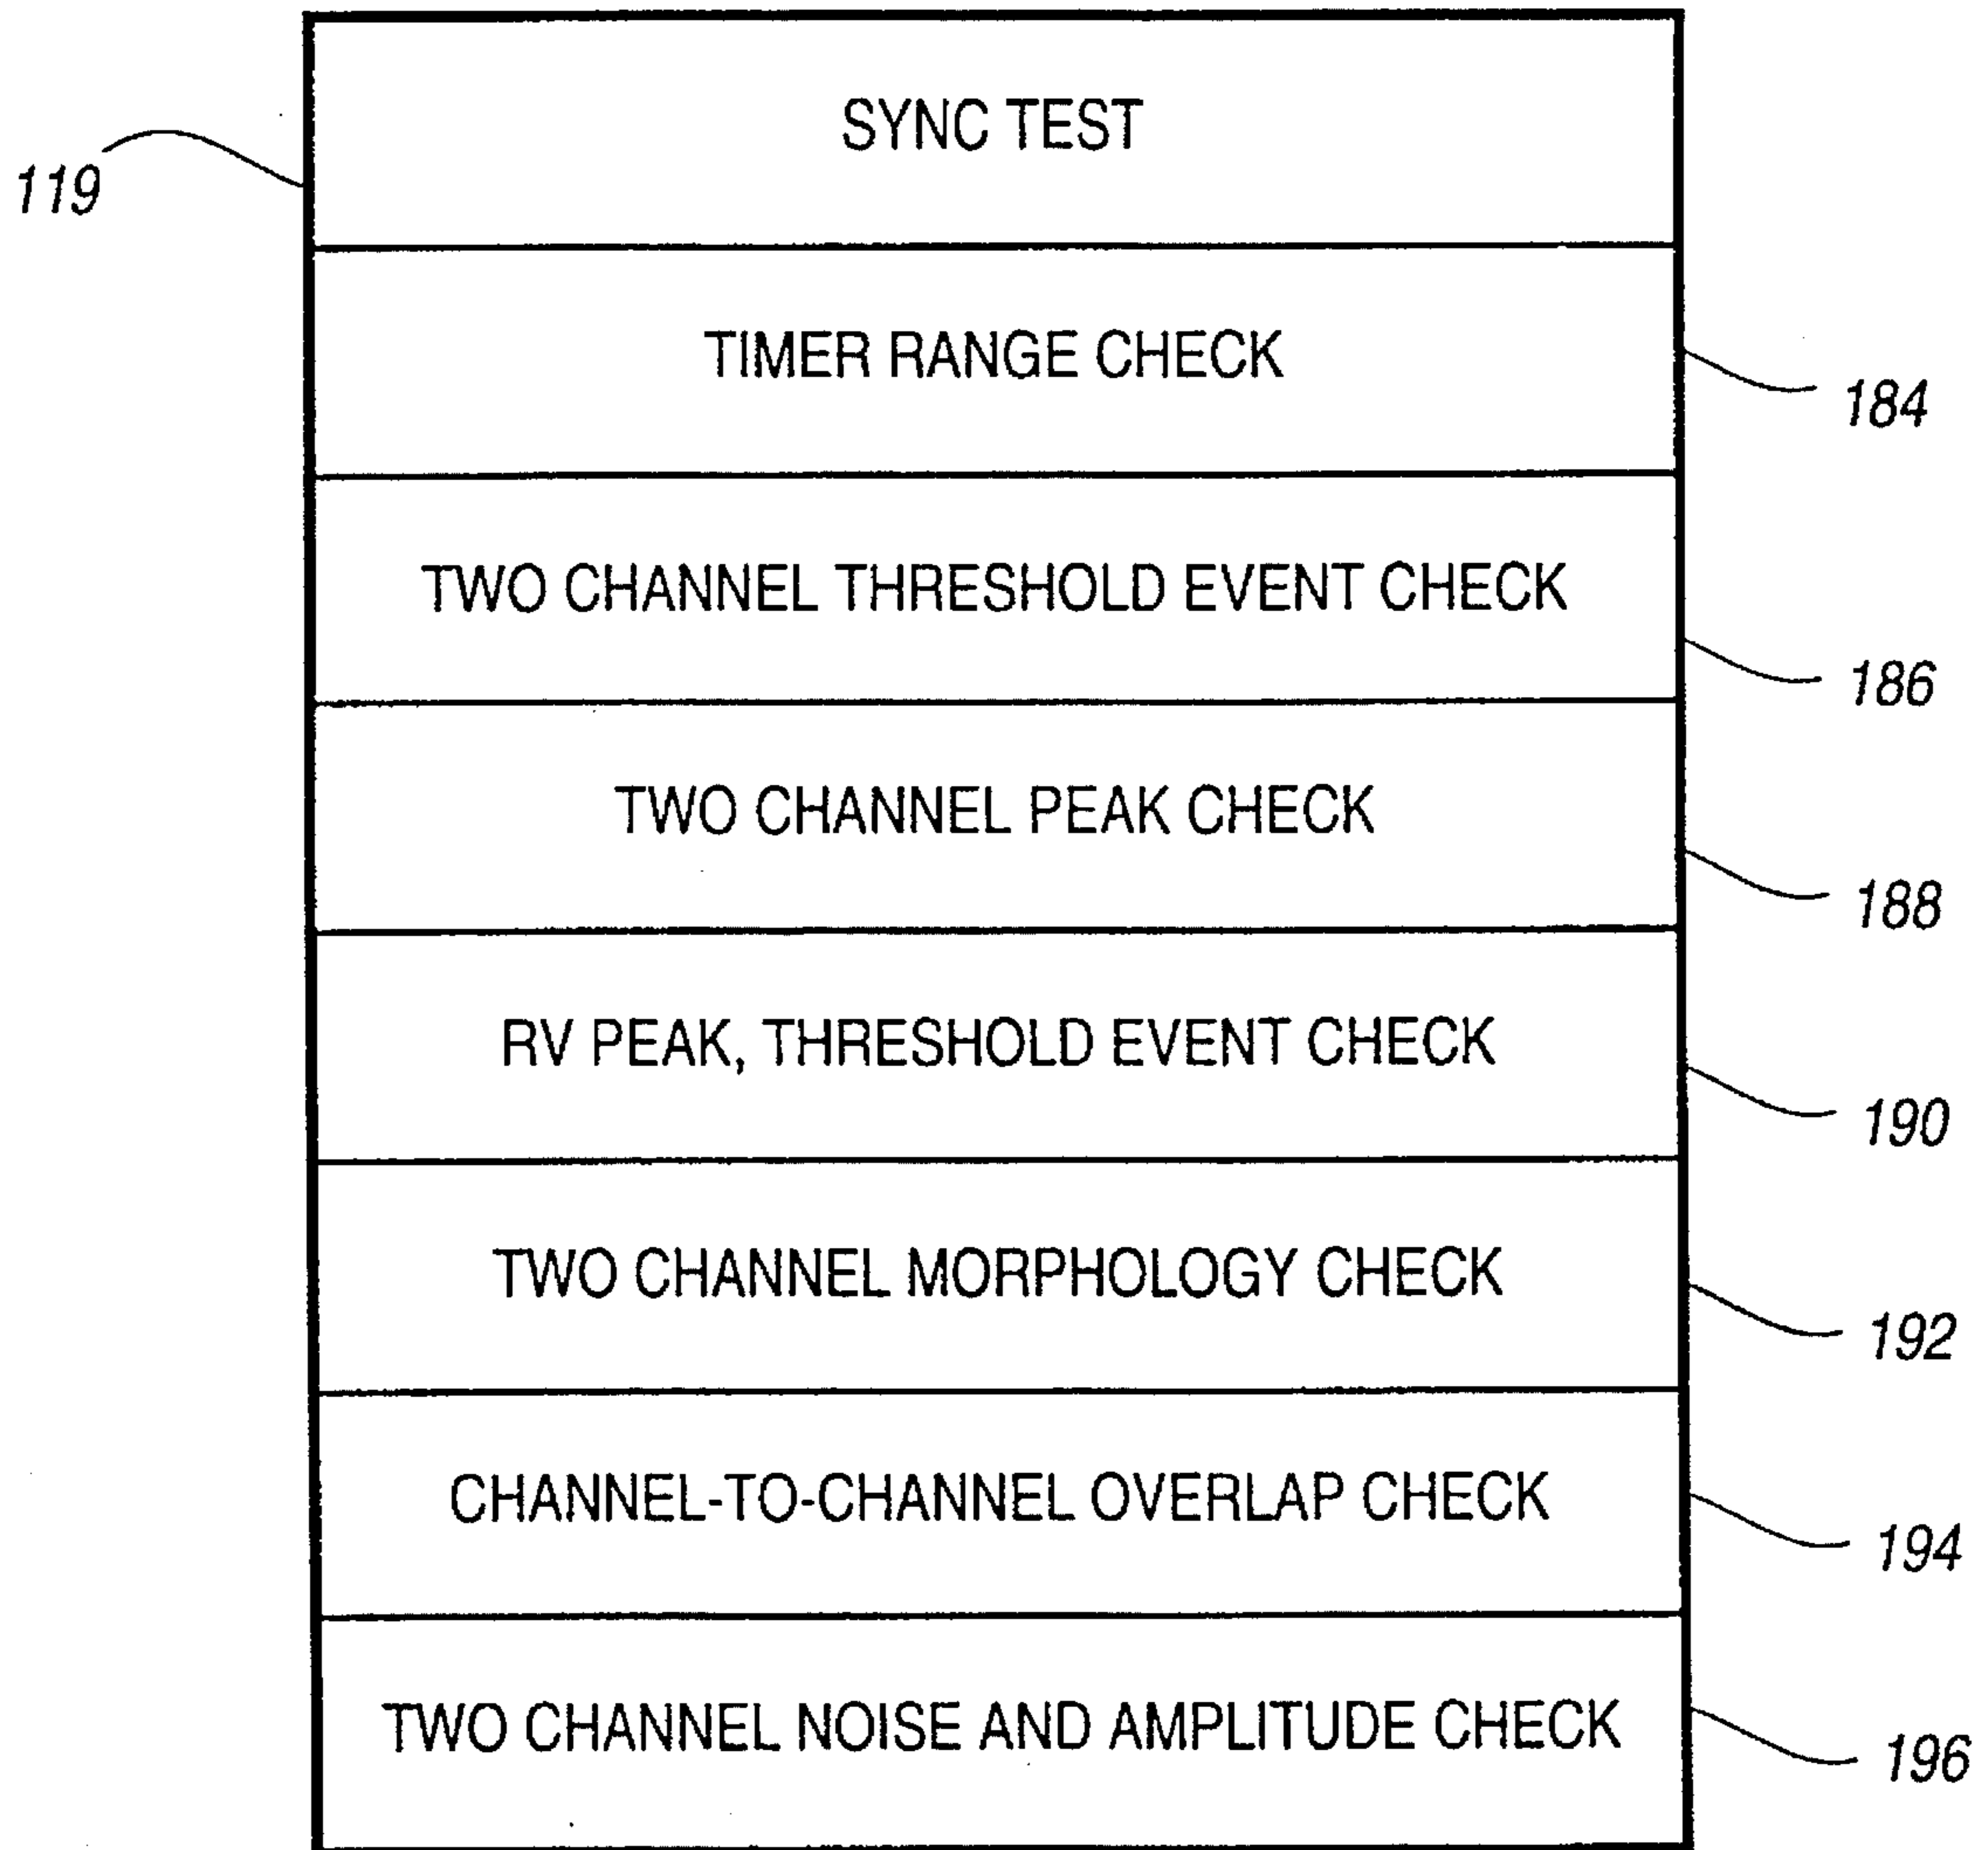 SYNC TEST
119
TIMER RANGE CHECK
184
TWO CHANNEL THRESHOLD EVENT CHECK
186
TWO CHANNEL PEAK CHECK
188
RV PEAK, THRESHOLD EVENT CHECK
190
TWO CHANNEL MORPHOLOGY CHECK
192
CHANNEL-TO-CHANNEL OVERLAP CHECK
194
TWO CHANNEL NOISE AND AMPLITUDE CHECK
196